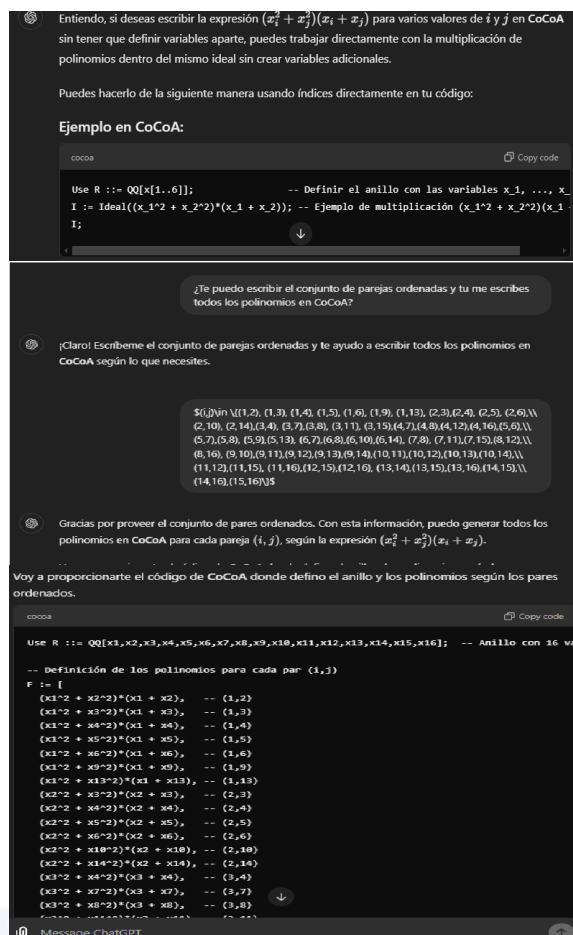 Entiendo, si deseas escribir la expresión (x_i^2 + x_j^2)(x_i + x_j) para varios valores de i y j en CoCoA
sin tener que definir variables aparte, puedes trabajar directamente con la multiplicación de
polinomios dentro del mismo ideal sin crear variables adicionales.
Puedes hacerlo de la siguiente manera usando índices directamente en tu código:
Ejemplo en CoCoA:
cocoa Copy code
Use R ::= QQ[x[1..6]]; -- Definir el anillo con las variables x_1, ..., x_
I := Ideal((x_1^2 + x_2^2)*(x_1 + x_2)); -- Ejemplo de multiplicación (x_1^2 + x_2^2)(x_1
I;
¿Te puedo escribir el conjunto de parejas ordenadas y tu me escribes
todos los polinomios en CoCoA?
¡Claro! Escríbeme el conjunto de parejas ordenadas y te ayudo a escribir todos los polinomios en
CoCoA según lo que necesites.
$(i,j)\in \{(1,2), (1,3), (1,4), (1,5), (1,6), (1,9), (1,13), (2,3),(2,4), (2,5), (2,6),\\
(2,10), (2,14),(3,4), (3,7),(3,8), (3,11), (3,15),(4,7),(4,8),(4,12),(4,16),(5,6),\\
(5,7),(5,8), (5,9),(5,13), (6,7),(6,8),(6,10),(6,14), (7,8), (7,11),(7,15),(8,12),\\
(8,16), (9,10),(9,11),(9,12),(9,13),(9,14),(10,11),(10,12),(10,13),(10,14),\\
(11,12),(11,15), (11,16),(12,15),(12,16), (13,14),(13,15),(13,16),(14,15),\\
(14,16),(15,16)\}$
Gracias por proveer el conjunto de pares ordenados. Con esta información, puedo generar todos los
polinomios en CoCoA para cada pareja (i, j), según la expresión (x_i^2 + x_j^2)(x_i + x_j).
Voy a proporcionarte el código de CoCoA donde defino el anillo y los polinomios según los pares
ordenados.
cocoa Copy code
Use R ::= QQ[x1,x2,x3,x4,x5,x6,x7,x8,x9,x10,x11,x12,x13,x14,x15,x16]; -- Anillo con 16 va
-- Definición de los polinomios para cada par (i,j)
F := [
(x1^2 + x2^2)*(x1 + x2), -- (1,2)
(x1^2 + x3^2)*(x1 + x3), -- (1,3)
(x1^2 + x4^2)*(x1 + x4), -- (1,4)
(x1^2 + x5^2)*(x1 + x5), -- (1,5)
(x1^2 + x6^2)*(x1 + x6), -- (1,6)
(x1^2 + x9^2)*(x1 + x9), -- (1,9)
(x1^2 + x13^2)*(x1 + x13), -- (1,13)
(x2^2 + x3^2)*(x2 + x3), -- (2,3)
(x2^2 + x4^2)*(x2 + x4), -- (2,4)
(x2^2 + x5^2)*(x2 + x5), -- (2,5)
(x2^2 + x6^2)*(x2 + x6), -- (2,6)
(x2^2 + x10^2)*(x2 + x10), -- (2,10)
(x2^2 + x14^2)*(x2 + x14), -- (2,14)
(x3^2 + x4^2)*(x3 + x4), -- (3,4)
(x3^2 + x7^2)*(x3 + x7), -- (3,7)
(x3^2 + x8^2)*(x3 + x8), -- (3,8)
Message ChatGPT